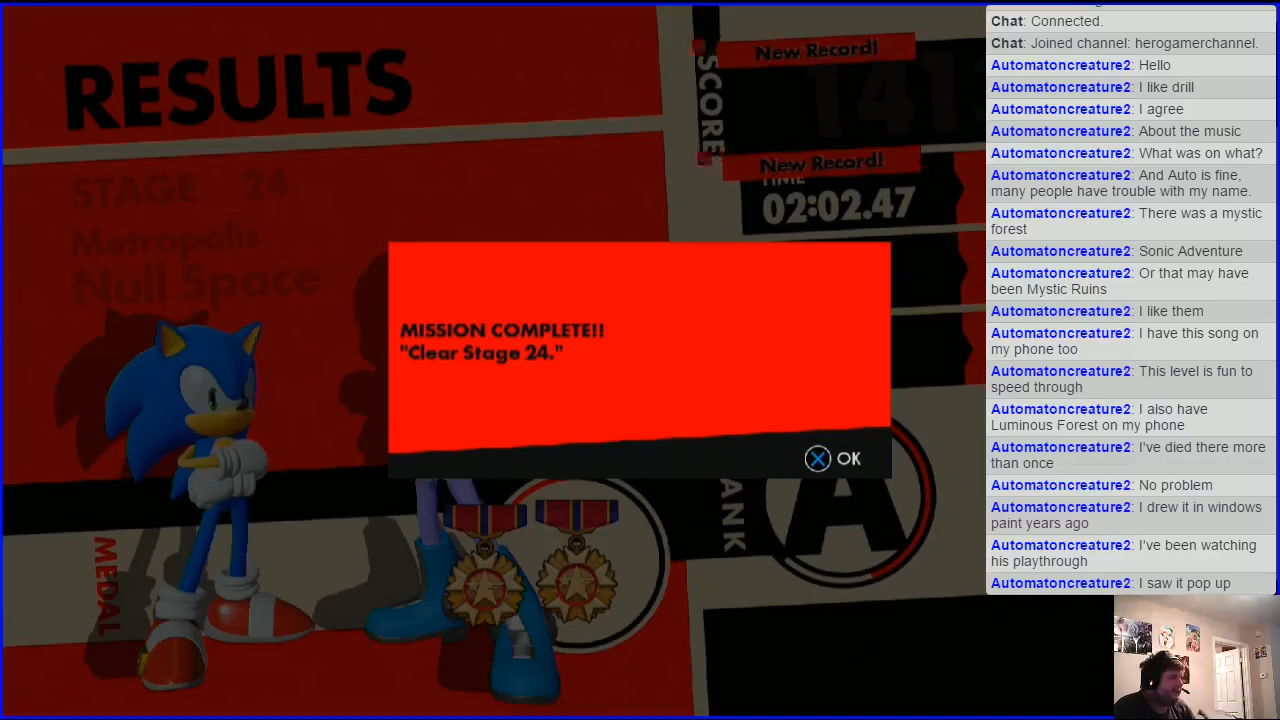 RESULTS
STAGE 24
Metropolis
Null Space
SCORE
New Record!
New Record!
TIME
02:02.47
MISSION COMPLETE!!
"Clear Stage 24."
OK
MEDAL
RANK
A
Chat: Connected.
Chat: Joined channel: herogamerchannel.
Automatoncreature2: Hello
Automatoncreature2: I like drill
Automatoncreature2: I agree
Automatoncreature2: About the music
Automatoncreature2: What was on what?
Automatoncreature2: And Auto is fine,
many people have trouble with my name.
Automatoncreature2: There was a mystic
forest
Automatoncreature2: Sonic Adventure
Automatoncreature2: Or that may have
been Mystic Ruins
Automatoncreature2: I like them
Automatoncreature2: I have this song on
my phone too
Automatoncreature2: This level is fun to
speed through
Automatoncreature2: I also have
Luminous Forest on my phone
Automatoncreature2: I've died there more
than once
Automatoncreature2: No problem
Automatoncreature2: I drew it in windows
paint years ago
Automatoncreature2: I've been watching
his playthrough
Automatoncreature2: I saw it pop up